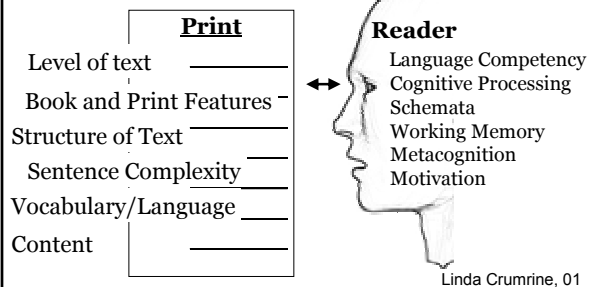 Print
Level of text
Book and Print Features
Structure of Text
Sentence Complexity
Vocabulary/Language
Content
Reader
Language Competency
Cognitive Processing
Schemata
Working Memory
Metacognition
Motivation
Linda Crumrine, 01